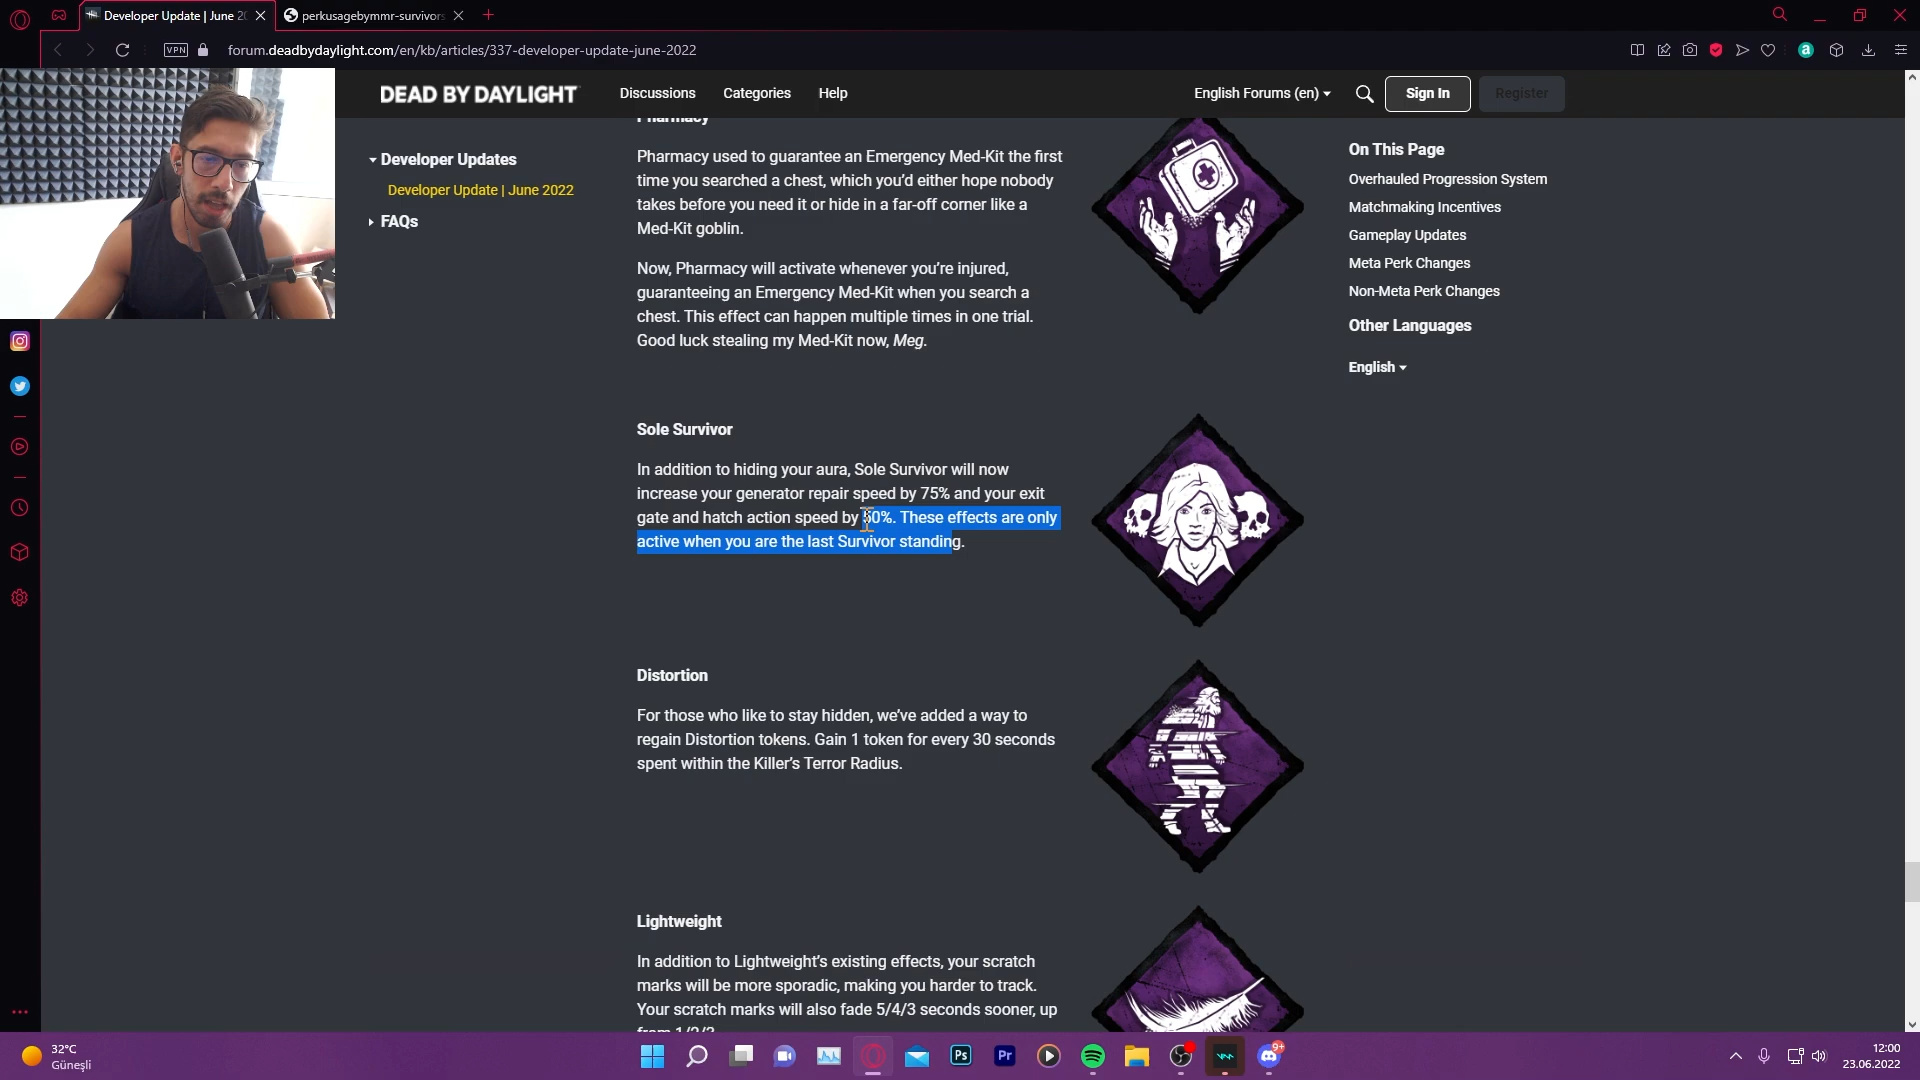 Developer Update | June 20
perkusagebymmr-survivors
VPN
forum.deadbydaylight.com/en/kb/articles/337-developer-update-june-2022
DEAD BY DAYLIGHT
Discussions
Categories
Help
English Forums (en)
Sign In
Register
Developer Updates
Developer Update | June 2022
FAQs
Pharmacy
Pharmacy used to guarantee an Emergency Med-Kit the first
time you searched a chest, which you’d either hope nobody
takes before you need it or hide in a far-off corner like a
Med-Kit goblin.
Now, Pharmacy will activate whenever you’re injured,
guaranteeing an Emergency Med-Kit when you search a
chest. This effect can happen multiple times in one trial.
Good luck stealing my Med-Kit now, Meg.
Sole Survivor
In addition to hiding your aura, Sole Survivor will now
increase your generator repair speed by 75% and your exit
gate and hatch action speed by 50%. These effects are only
active when you are the last Survivor standing.
Distortion
For those who like to stay hidden, we’ve added a way to
regain Distortion tokens. Gain 1 token for every 30 seconds
spent within the Killer’s Terror Radius.
Lightweight
In addition to Lightweight’s existing effects, your scratch
marks will be more sporadic, making you harder to track.
Your scratch marks will also fade 5/4/3 seconds sooner, up
from 1/2/3
On This Page
Overhauled Progression System
Matchmaking Incentives
Gameplay Updates
Meta Perk Changes
Non-Meta Perk Changes
Other Languages
English
32°C
Güneşli
Ps
Pr
9+
12:00
23.06.2022